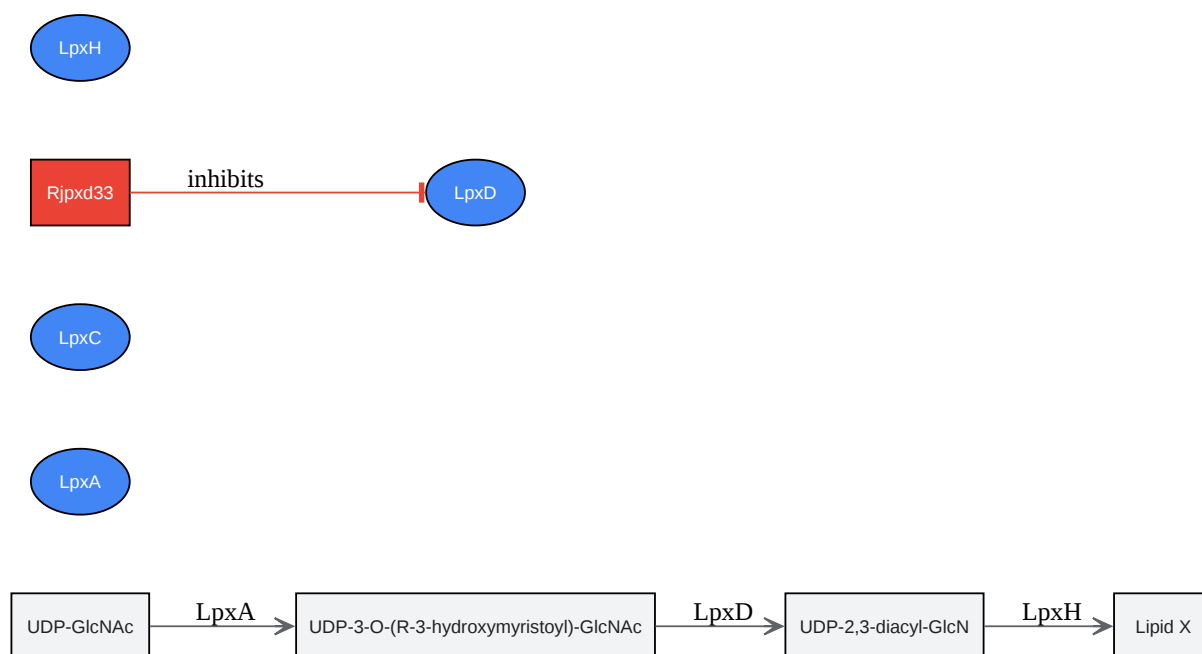 LpxH
Rjpxd33
inhibits
LpxD
LpxC
LpxA
UDP-GlcNAc
LpxA
UDP-3-O-(R-3-hydroxymyristoyl)-GlcNAc
LpxD
UDP-2,3-diacyl-GlcN
LpxH
Lipid X